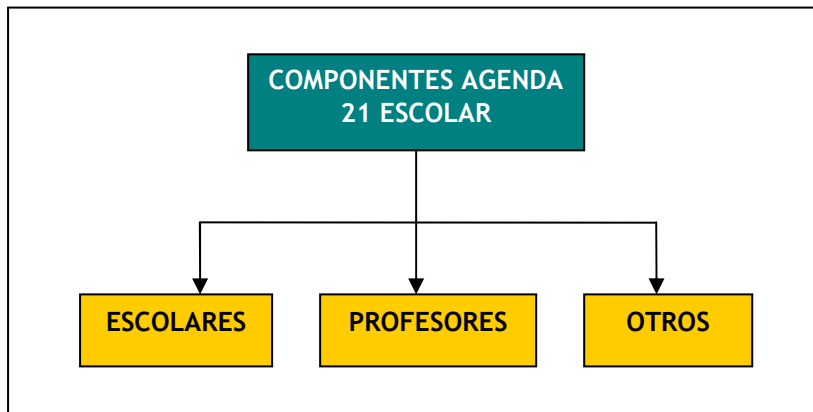 COMPONENTES AGENDA
21 ESCOLAR
ESCOLARES
PROFESORES
OTROS